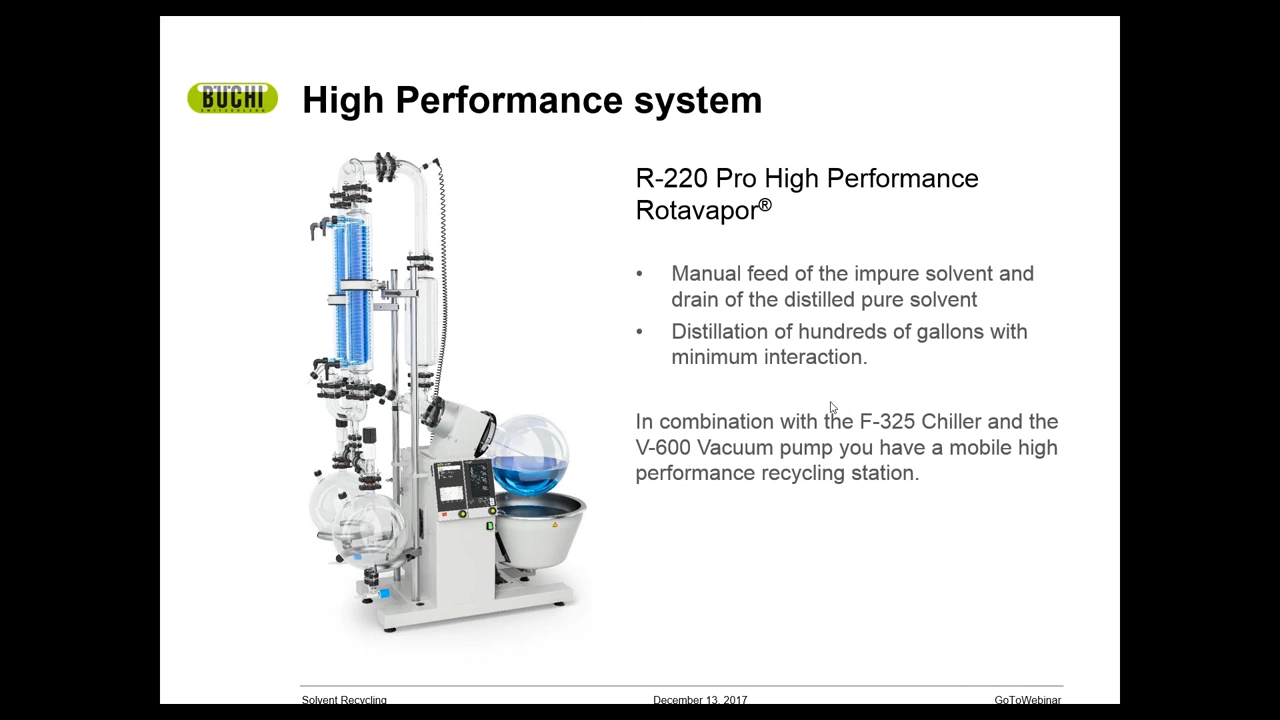 BÜCHI
SWITZERLAND
High Performance system
R-220 Pro High Performance
Rotavapor®
• Manual feed of the impure solvent and
drain of the distilled pure solvent
• Distillation of hundreds of gallons with
minimum interaction.
In combination with the F-325 Chiller and the
V-600 Vacuum pump you have a mobile high
performance recycling station.
Solvent Recycling
December 13, 2017
GoToWebinar